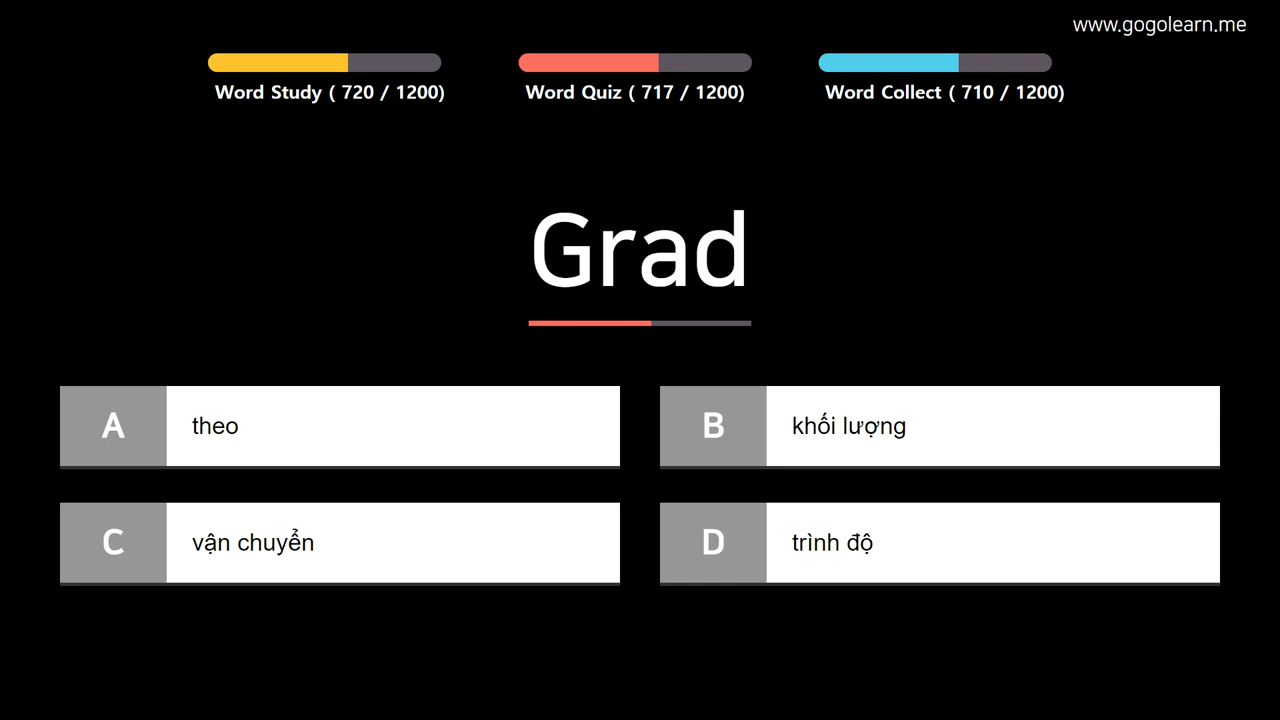 www.gogolearn.me
Word Study ( 720 / 1200)
Word Quiz ( 717 / 1200)
Word Collect ( 710 / 1200)
Grad
A theo
B khối lượng
C vận chuyển
D trình độ